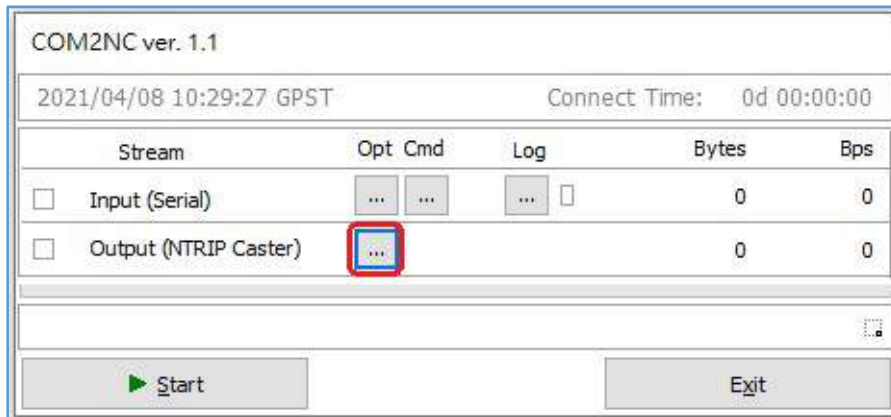 COM2NC ver. 1.1
2021/04/08 10:29:27 GPST Connect Time: 0d 00:00:00
Stream Opt Cmd Log Bytes Bps
Input (Serial) ... ... ... 0 0
Output (NTRIP Caster) ... 0 0
Start Exit